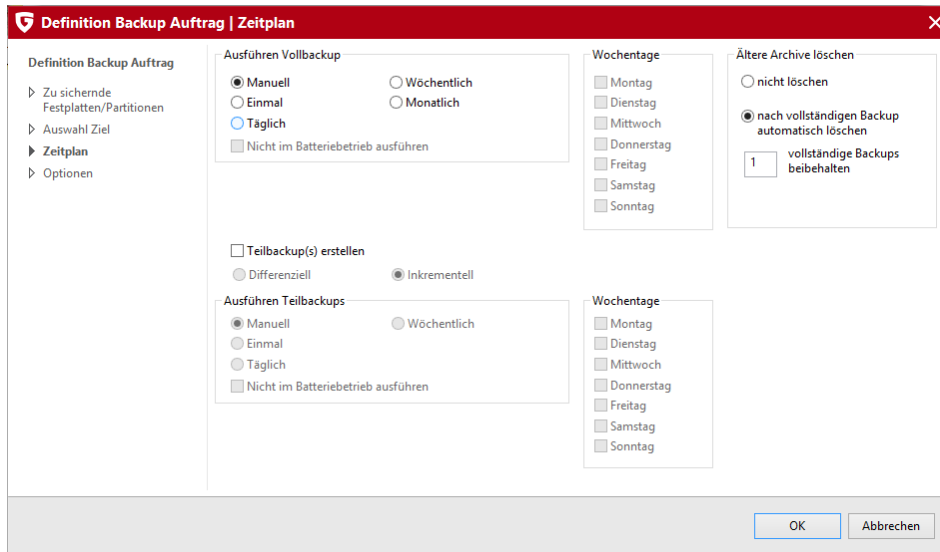 Definition Backup Auftrag | Zeitplan
Definition Backup Auftrag
Zu sichernde
Festplatten/Partitionen
Auswahl Ziel
Zeitplan
Optionen
Ausführen Vollbackup
Manuell
Wöchentlich
Einmal
Monatlich
Täglich
Nicht im Batteriebetrieb ausführen
Wochentage
Montag
Dienstag
Mittwoch
Donnerstag
Freitag
Samstag
Sonntag
Ältere Archive löschen
nicht löschen
nach vollständigen Backup
automatisch löschen
1
vollständige Backups
beibehalten
Teilbackup(s) erstellen
Differenziell
Inkrementell
Ausführen Teilbackups
Manuell
Wöchentlich
Einmal
Täglich
Nicht im Batteriebetrieb ausführen
Wochentage
Montag
Dienstag
Mittwoch
Donnerstag
Freitag
Samstag
Sonntag
OK
Abbrechen